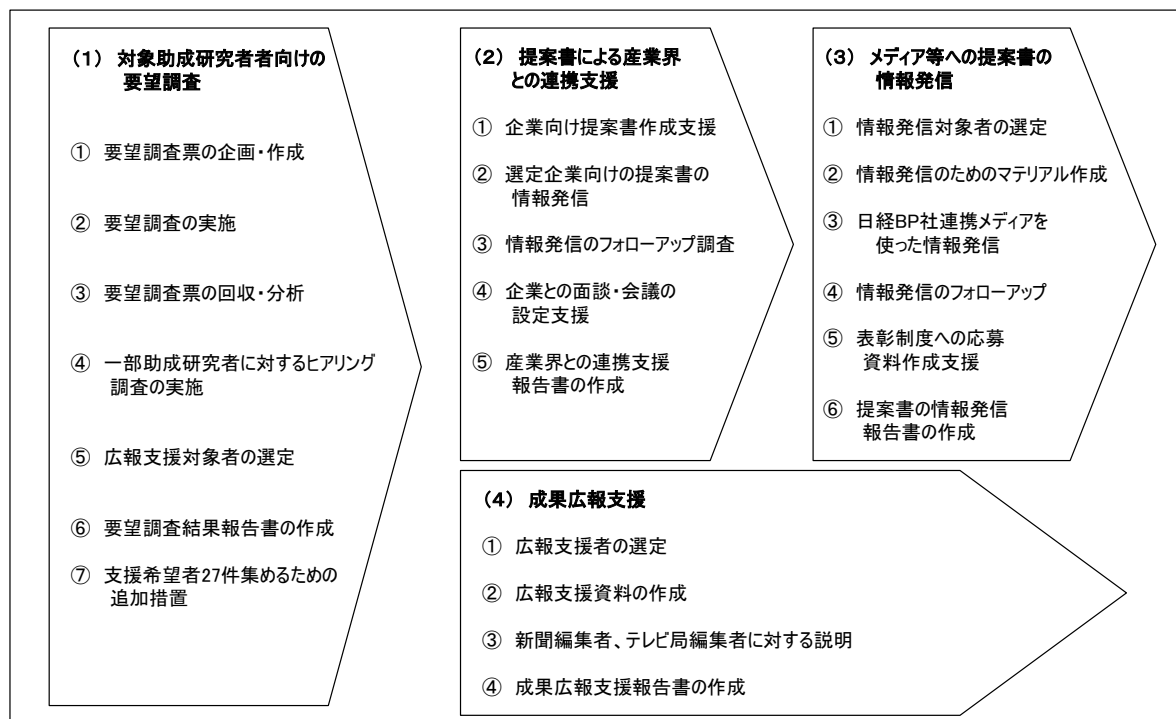 (1) 対象助成研究者者向けの
要望調査
① 要望調査票の企画・作成
② 要望調査の実施
③ 要望調査票の回収・分析
④ 一部助成研究者に対するヒアリング
調査の実施
⑤ 広報支援対象者の選定
⑥ 要望調査結果報告書の作成
⑦ 支援希望者27件集めるための
追加措置
(2) 提案書による産業界
との連携支援
① 企業向け提案書作成支援
② 選定企業向けの提案書の
情報発信
③ 情報発信のフォローアップ調査
④ 企業との面談・会議の
設定支援
⑤ 産業界との連携支援
報告書の作成
(3) メディア等への提案書の
情報発信
① 情報発信対象者の選定
② 情報発信のためのマテリアル作成
③ 日経BP社連携メディアを
使った情報発信
④ 情報発信のフォローアップ
⑤ 表彰制度への応募
資料作成支援
⑥ 提案書の情報発信
報告書の作成
(4) 成果広報支援
① 広報支援者の選定
② 広報支援資料の作成
③ 新聞編集者、テレビ局編集者に対する説明
④ 成果広報支援報告書の作成